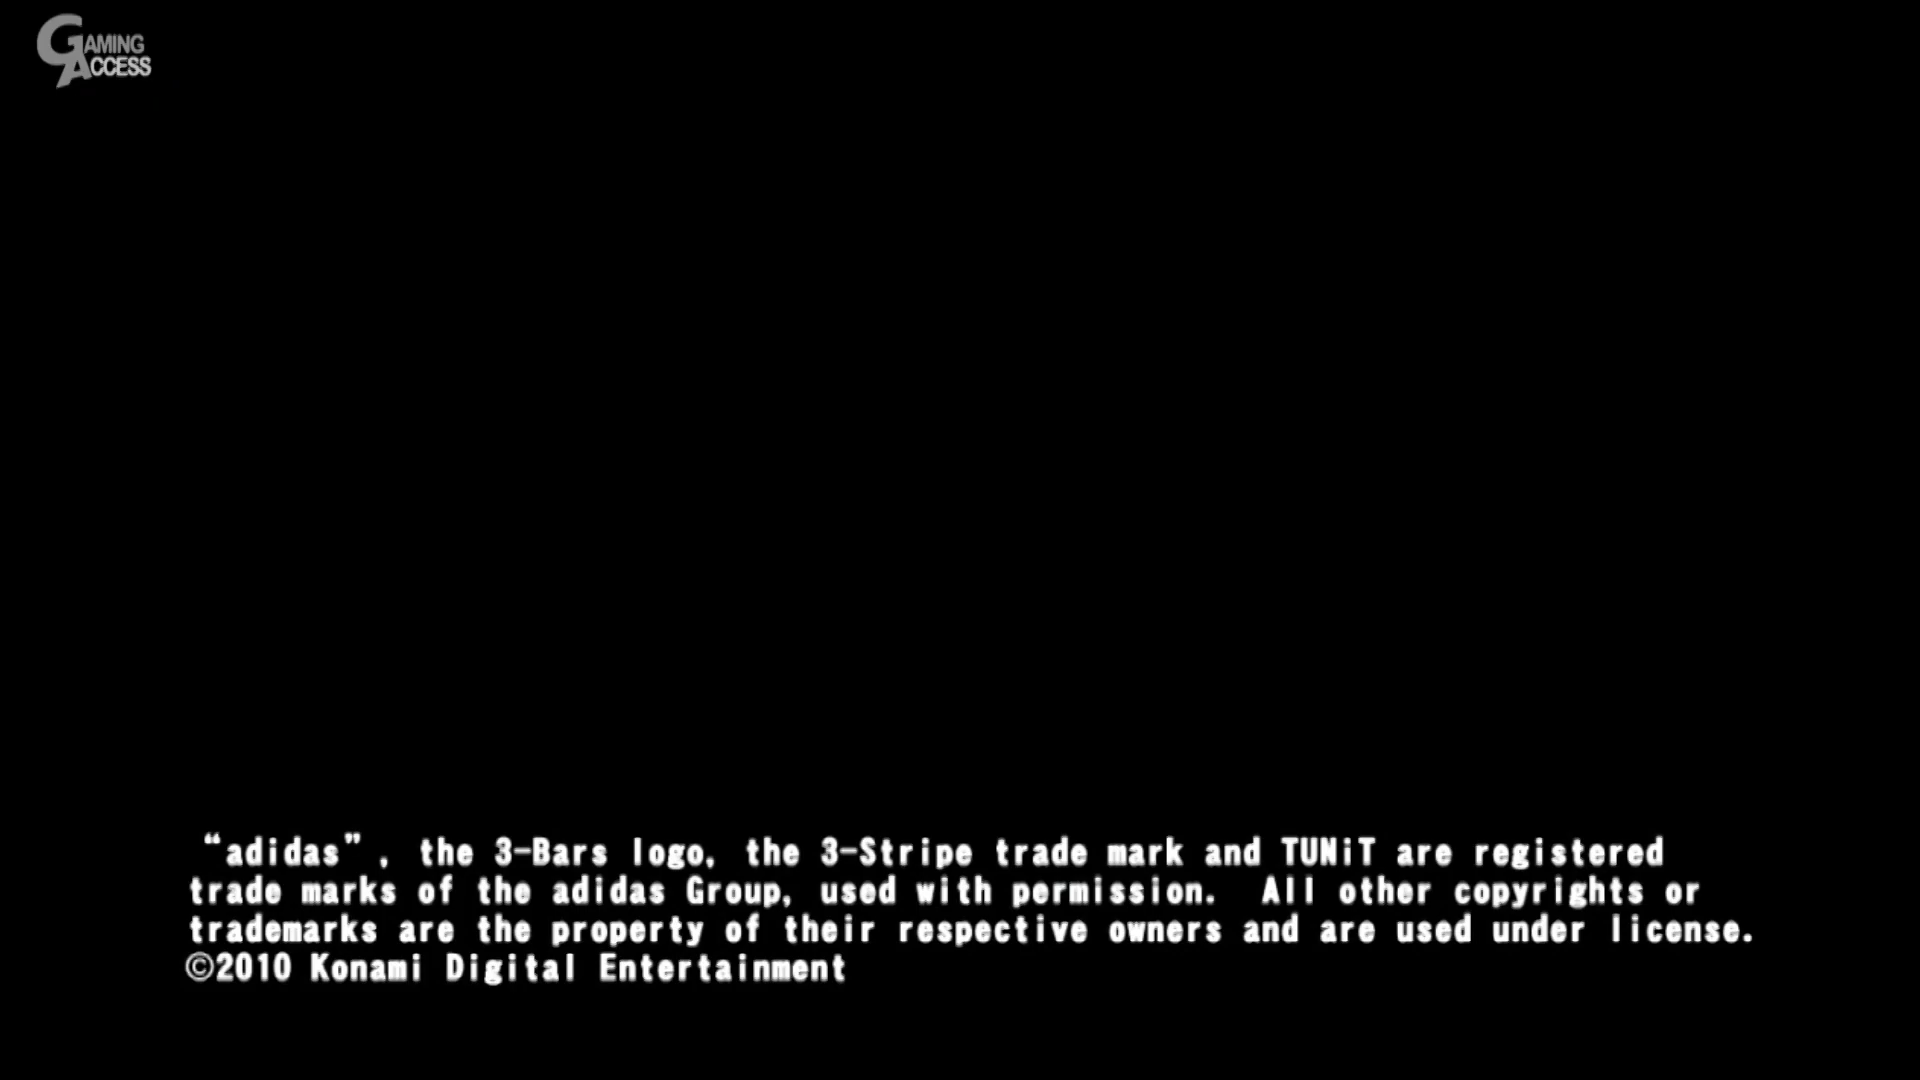 GAMING
ACCESS
“adidas”, the 3-Bars logo, the 3-Stripe trade mark and TUNiT are registered
trade marks of the adidas Group, used with permission.  All other copyrights or
trademarks are the property of their respective owners and are used under license.
©2010 Konami Digital Entertainment